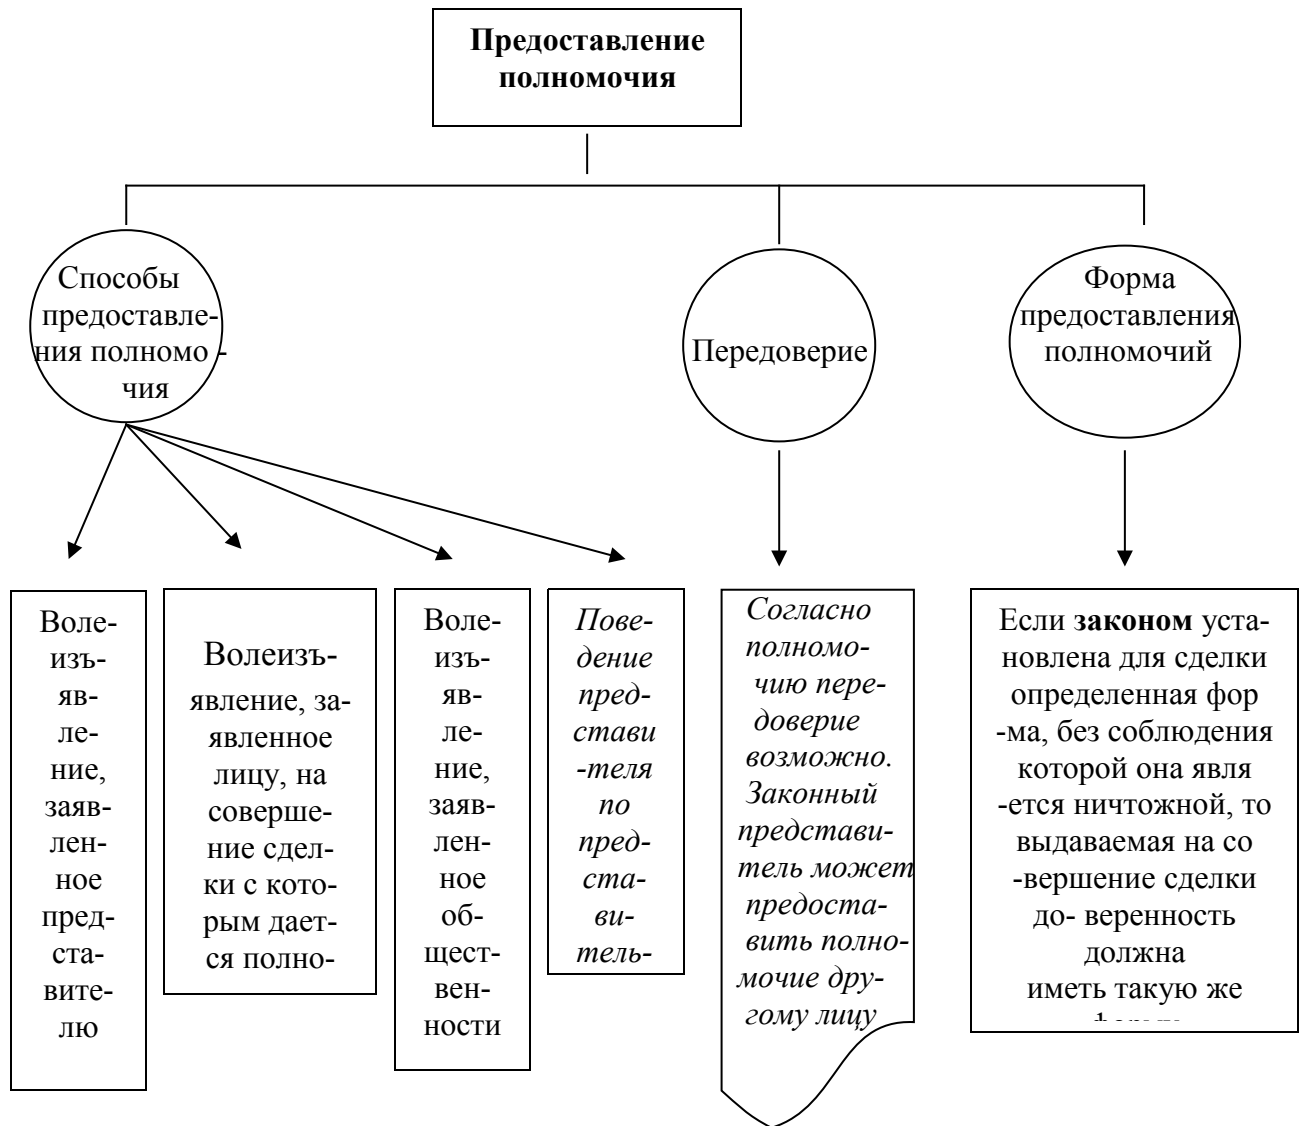 Предоставление
полномочия
Способы
предоставле-
ния полномо -
чия
Передоверие
Форма
предоставления
полномочий
Воле-
изъ-
яв-
ле-
ние,
заяв-
лен-
ное
пред-
ста-
вите-
лю
Волеизъ-
явление, за-
явленное
лицу, на
соверше-
ние сдел-
ки с кото-
рым дает-
ся полно-
Воле-
изъ-
яв-
ле-
ние,
заяв-
лен-
ное
об-
щест-
вен-
ности
Пове-
дение
пред-
стави
-теля
по
пред-
ста-
ви-
тель-
Согласно
полномо-
чию пере-
доверие
возможно.
Законный
представи-
тель может
предоста-
вить полно-
мочие дру-
гому лицу
Если законом уста-
новлена для сделки
определенная фор
-ма, без соблюдения
которой она явля
-ется ничтожной, то
выдаваемая на со
-вершение сделки
до- веренность
должна
иметь такую же